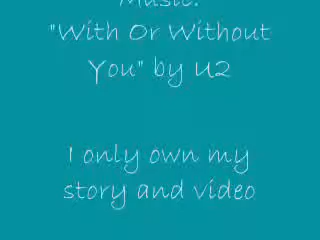 Music:
"With Or Without
You" by U2
I only own my
story and video